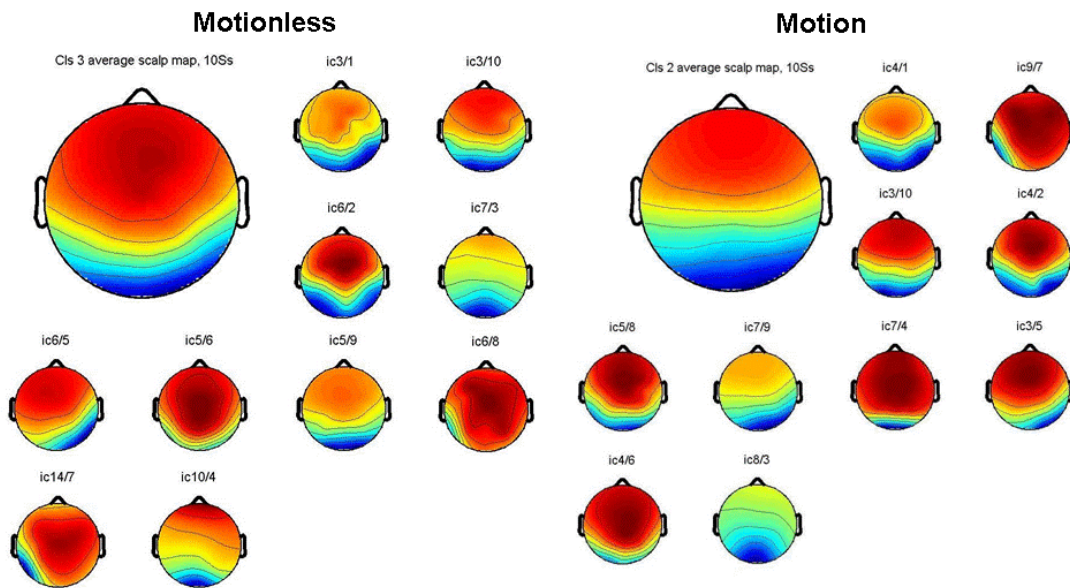 Motionless
Motion
Cls 3 average scalp map, 10Ss
ic3/1
ic3/10
Cls 2 average scalp map, 10Ss
ic4/1
ic9/7
ic6/2
ic7/3
ic3/10
ic4/2
ic6/5
ic5/6
ic5/9
ic6/8
ic5/8
ic7/9
ic7/4
ic3/5
ic14/7
ic10/4
ic4/6
ic8/3